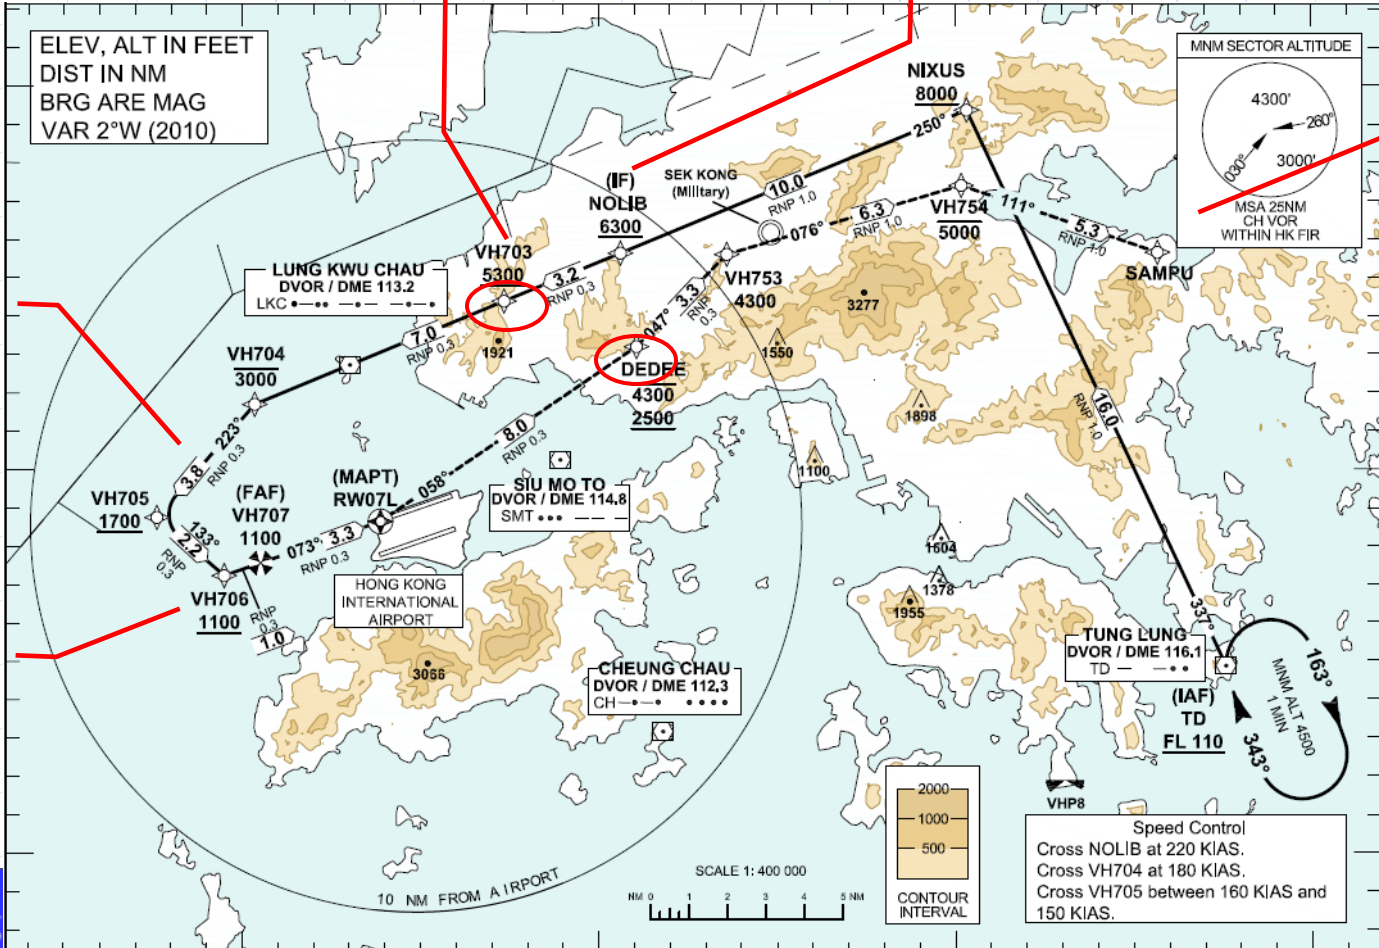 ELEV, ALT IN FEET
DIST IN NM
BRG ARE MAG
VAR 2°W (2010)
NIXUS
8000
MNM SECTOR ALTITUDE
4300'
260°
030°
3000'
MSA 25NM
CH VOR
WITHIN HK FIR
250°
10.0
RNP 1.0
SEK KONG
(Military)
(IF)
NOLIB
6300
VH754
5000
111°
5.3
RNP 1.0
SAMPU
6.3
RNP 1.0
076°
VH703
5300
3.2
RNP 0.3
VH753
4300
3.3
RNP
0.3
047°
LUNG KWU CHAU
DVOR / DME 113.2
LKC
7.0
RNP 0.3
1921
3277
1550
VH704
3000
DEDEE
4300
2500
1898
16.0
RNP 1.0
223°
3.8
RNP 0.3
8.0
RNP 0.3
058°
1100
(MAPT)
RW07L
SIU MO TO
DVOR / DME 114.8
SMT
VH705
1700
(FAF)
VH707
1100
133°
2.2
RNP
0.3
073°
3.3
RNP 0.3
VH706
1100
RNP
0.3
1.0
HONG KONG
INTERNATIONAL
AIRPORT
1604
1378
1955
337°
TUNG LUNG
DVOR / DME 116.1
TD
(IAF)
TD
FL 110
163°
MNM ALT 4500
1 MIN
343°
3066
CHEUNG CHAU
DVOR / DME 112.3
CH
VHP8
2000
1000
500
CONTOUR
INTERVAL
Speed Control
Cross NOLIB at 220 KIAS.
Cross VH704 at 180 KIAS.
Cross VH705 between 160 KIAS and
150 KIAS.
10 NM FROM AIRPORT
SCALE 1: 400 000
NM 0 1 2 3 4 5 NM